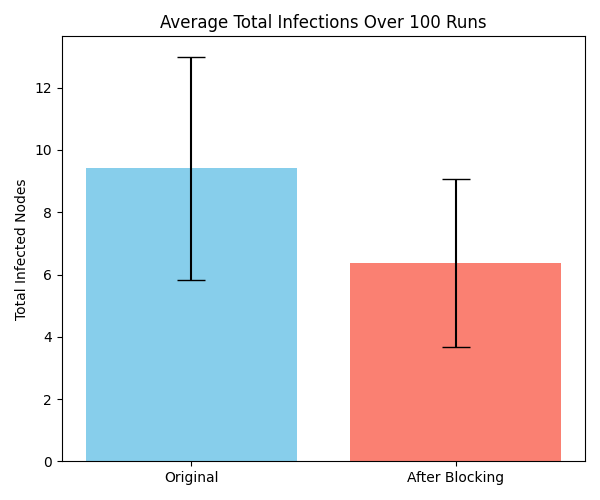 Average Total Infections Over 100 Runs
Total Infected Nodes
12
10
8
6
4
2
0
Original
After Blocking